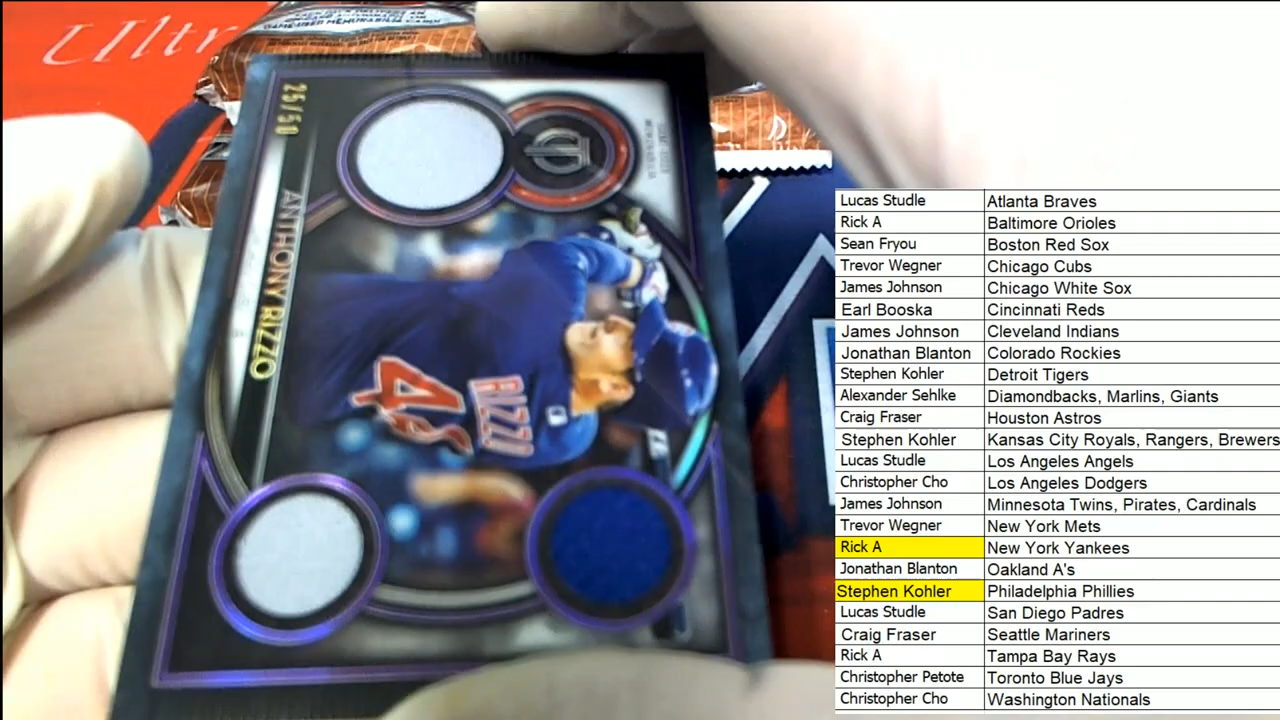 Ultr
GAME-USED MEMORABILIA CARD!
25/50
ANTHONY RIZZO
RIZZO
44
Lucas Studle Atlanta Braves
Rick A Baltimore Orioles
Sean Fryou Boston Red Sox
Trevor Wegner Chicago Cubs
James Johnson Chicago White Sox
Earl Booska Cincinnati Reds
James Johnson Cleveland Indians
Jonathan Blanton Colorado Rockies
Stephen Kohler Detroit Tigers
Alexander Sehlke Diamondbacks, Marlins, Giants
Craig Fraser Houston Astros
Stephen Kohler Kansas City Royals, Rangers, Brewers
Lucas Studle Los Angeles Angels
Christopher Cho Los Angeles Dodgers
James Johnson Minnesota Twins, Pirates, Cardinals
Trevor Wegner New York Mets
Rick A New York Yankees
Jonathan Blanton Oakland A's
Stephen Kohler Philadelphia Phillies
Lucas Studle San Diego Padres
Craig Fraser Seattle Mariners
Rick A Tampa Bay Rays
Christopher Petote Toronto Blue Jays
Christopher Cho Washington Nationals